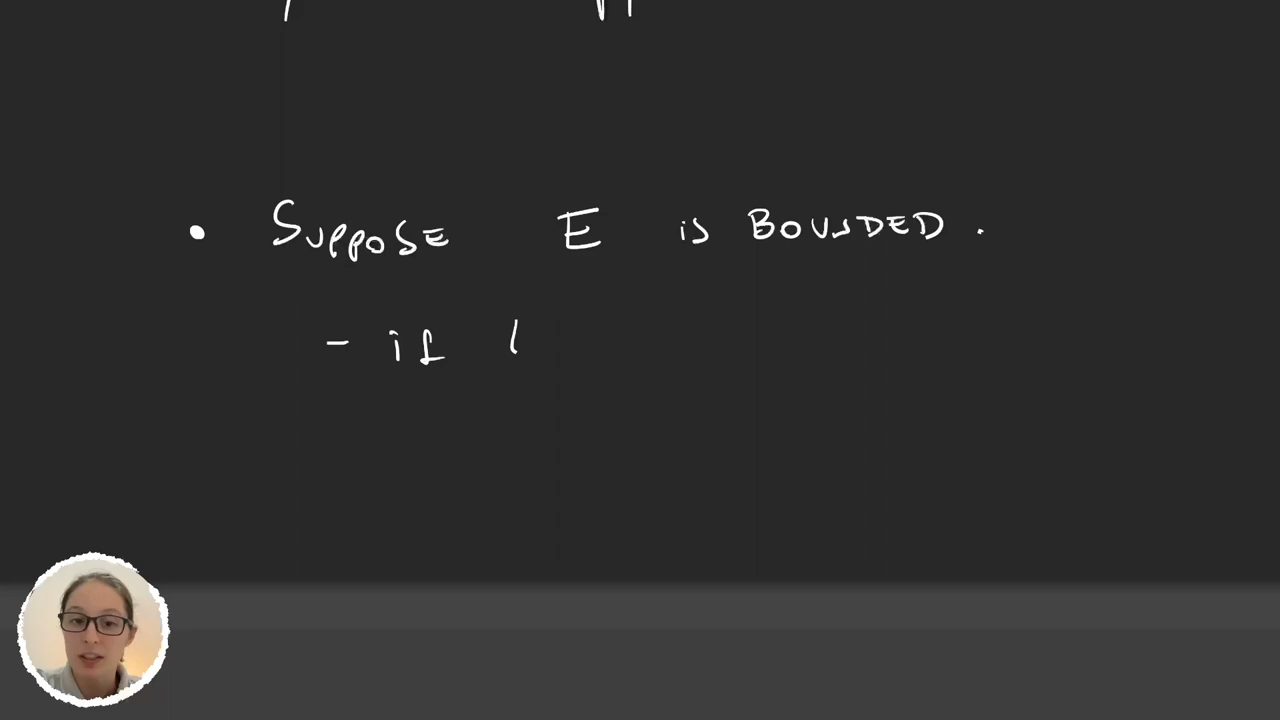 • Suppose E is BOUNDED.
- if (